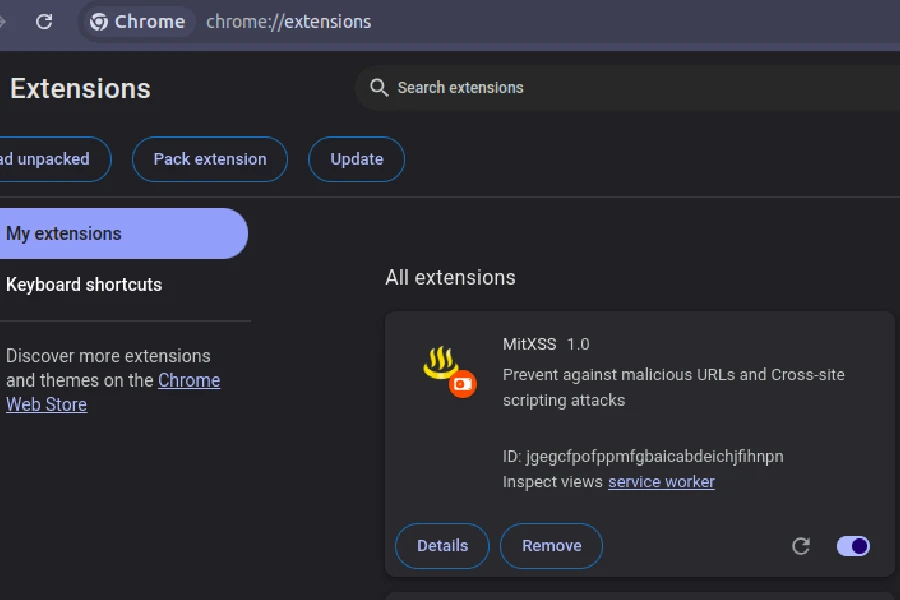 Chrome chrome://extensions
Extensions
Search extensions
ad unpacked
Pack extension
Update
My extensions
Keyboard shortcuts
Discover more extensions
and themes on the Chrome
Web Store
All extensions
MitXSS 1.0
Prevent against malicious URLs and Cross-site
scripting attacks
ID: jgegcfpofppmfgbaicabdeichjfihnpn
Inspect views service worker
Details
Remove